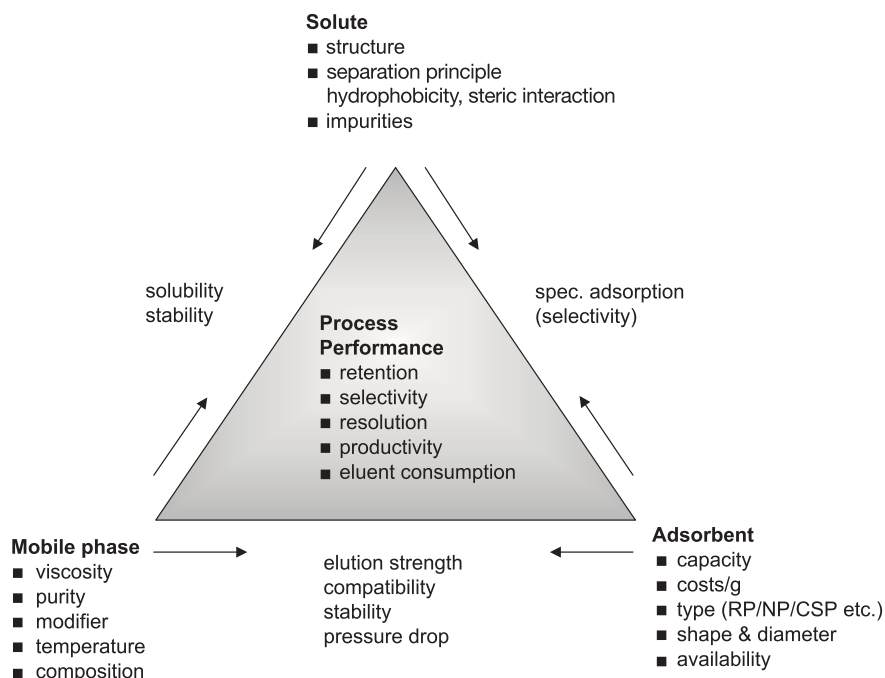 Solute
■ structure
■ separation principle
hydrophobicity, steric interaction
■ impurities
solubility
stability
spec. adsorption
(selectivity)
Process
Performance
■ retention
■ selectivity
■ resolution
■ productivity
■ eluent consumption
Mobile phase
■ viscosity
■ purity
■ modifier
■ temperature
■ composition
elution strength
compatibility
stability
pressure drop
Adsorbent
■ capacity
■ costs/g
■ type (RP/NP/CSP etc.)
■ shape & diameter
■ availability